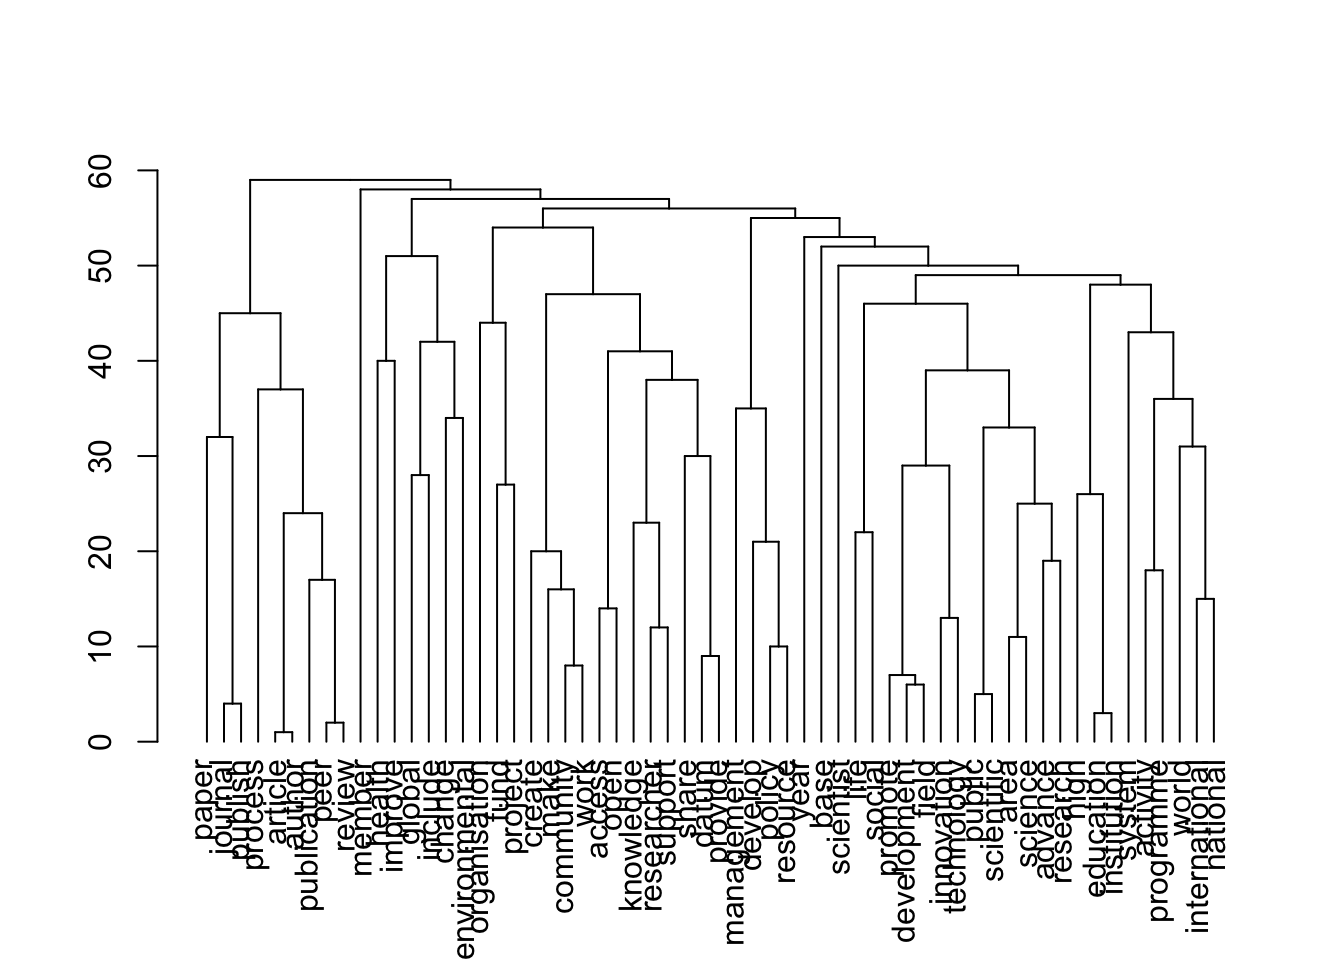 60
50
40
30
20
10
0
paper
journal
publish
process
article
author
publication
peer
review
member
health
improve
global
include
change
environmental
organisation
fund
project
create
make
community
work
access
open
knowledge
researcher
support
share
datum
provide
management
develop
policy
resource
year
base
scientist
life
social
promote
development
field
innovation
technology
public
scientific
area
science
advance
research
high
education
institution
system
activity
programme
world
international
national